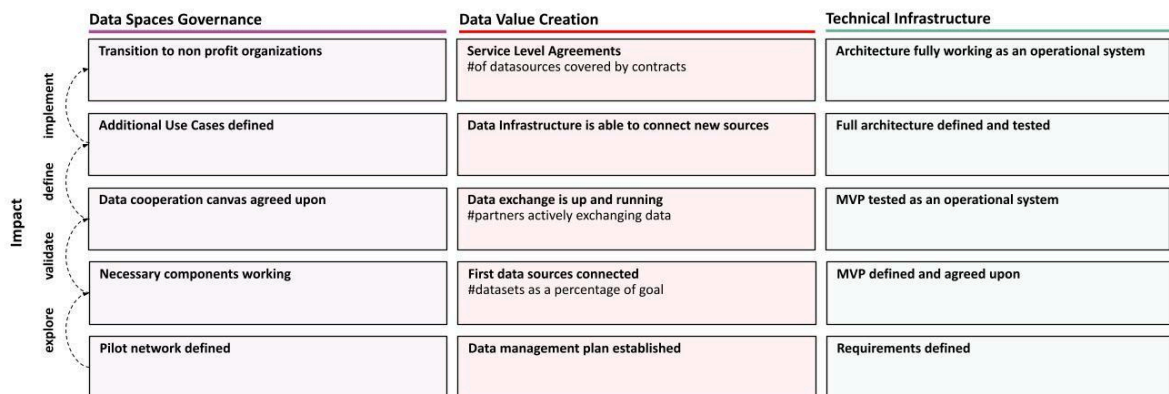 Data Spaces Governance
Data Value Creation
Technical Infrastructure
Transition to non profit organizations
Service Level Agreements
#of datasources covered by contracts
Architecture fully working as an operational system
implement
Additional Use Cases defined
Data Infrastructure is able to connect new sources
Full architecture defined and tested
define
Impact
Data cooperation canvas agreed upon
Data exchange is up and running
#partners actively exchanging data
MVP tested as an operational system
validate
Necessary components working
First data sources connected
#datasets as a percentage of goal
MVP defined and agreed upon
explore
Pilot network defined
Data management plan established
Requirements defined